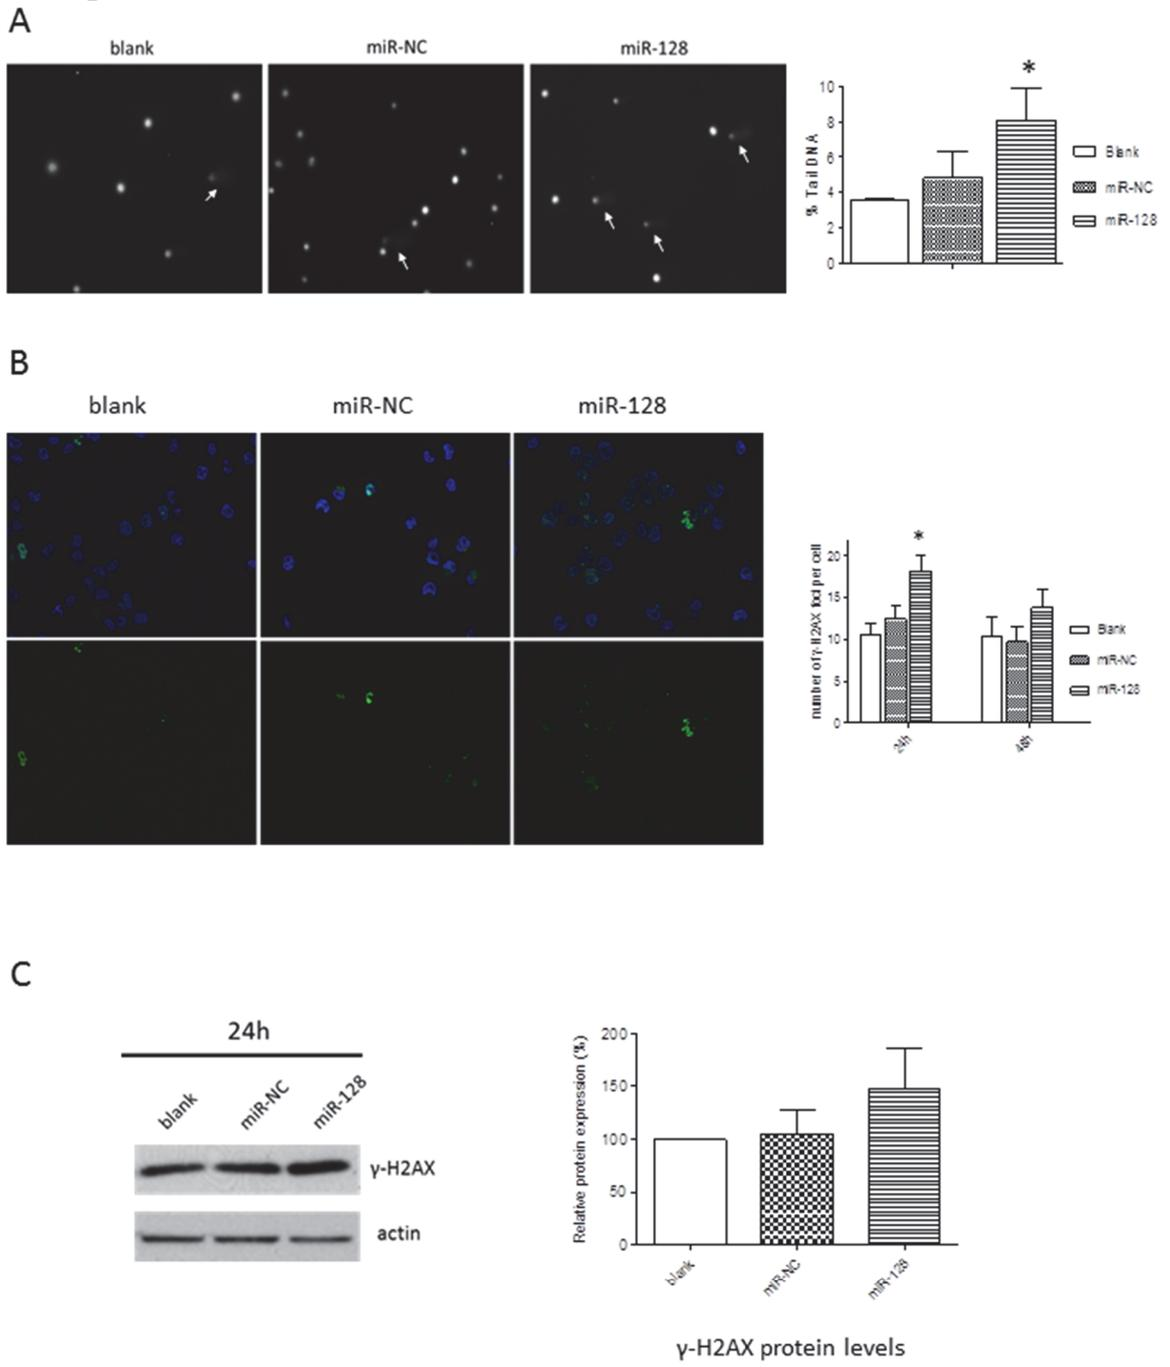 A
blank
miR-NC
miR-128
*
10
8
6
4
2
0
% Tail DNA
Blank
miR-NC
miR-128
B
blank
miR-NC
miR-128
*
20
15
10
5
0
number of γ-H2AX foci per cell
24h
48h
Blank
miR-NC
miR-128
C
24h
blank
miR-NC
miR-128
γ-H2AX
actin
200
150
100
50
0
Relative protein expression (%)
blank
miR-NC
miR-128
γ-H2AX protein levels